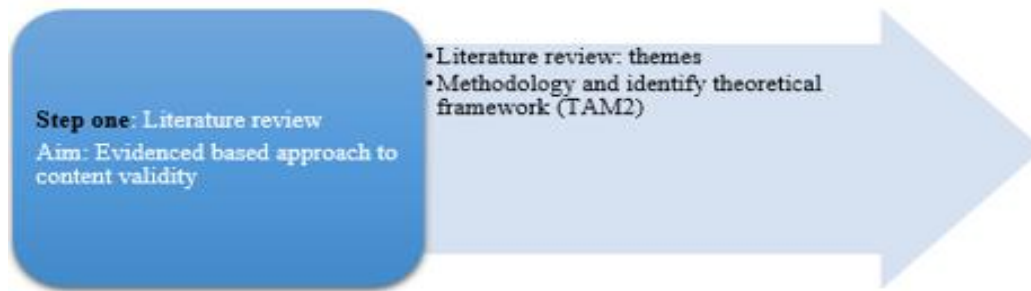 Step one: Literature review
Aim: Evidenced based approach to
content validity
•Literature review: themes
•Methodology and identify theoretical
framework (TAM2)